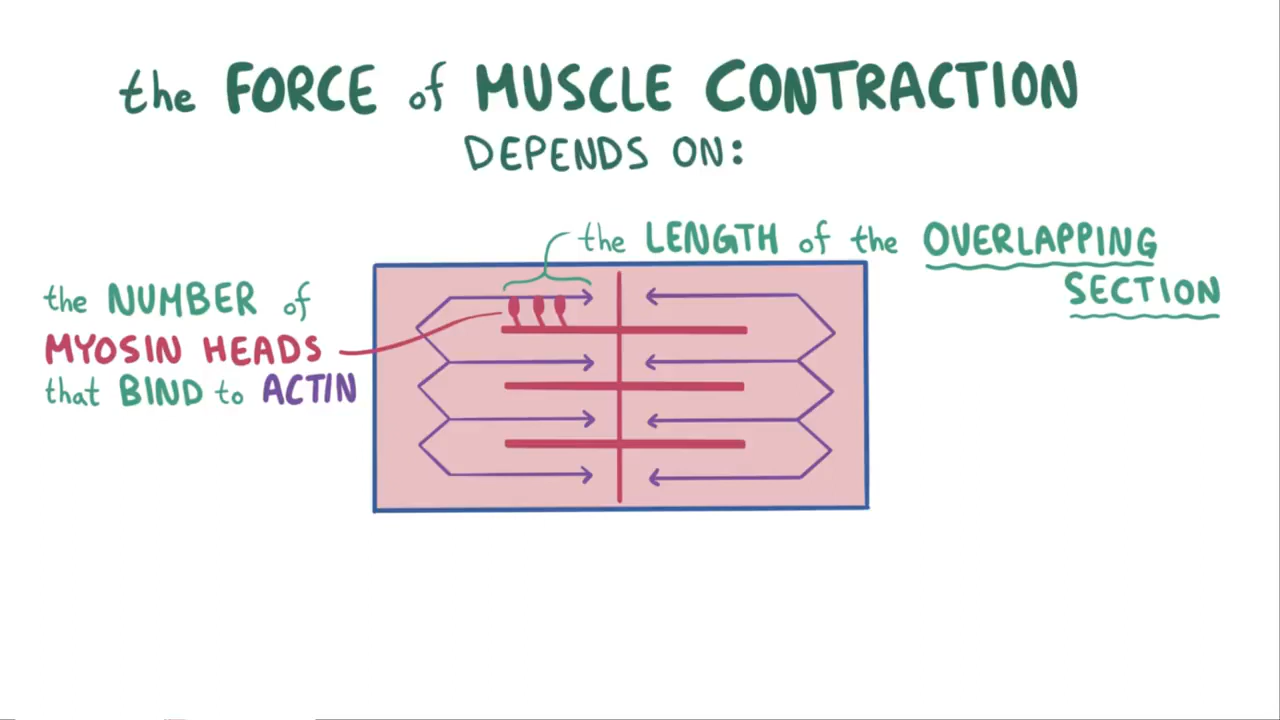 the FORCE of MUSCLE CONTRACTION
DEPENDS ON:
the LENGTH of the OVERLAPPING
SECTION
the NUMBER of
MYOSIN HEADS
that BIND to ACTIN